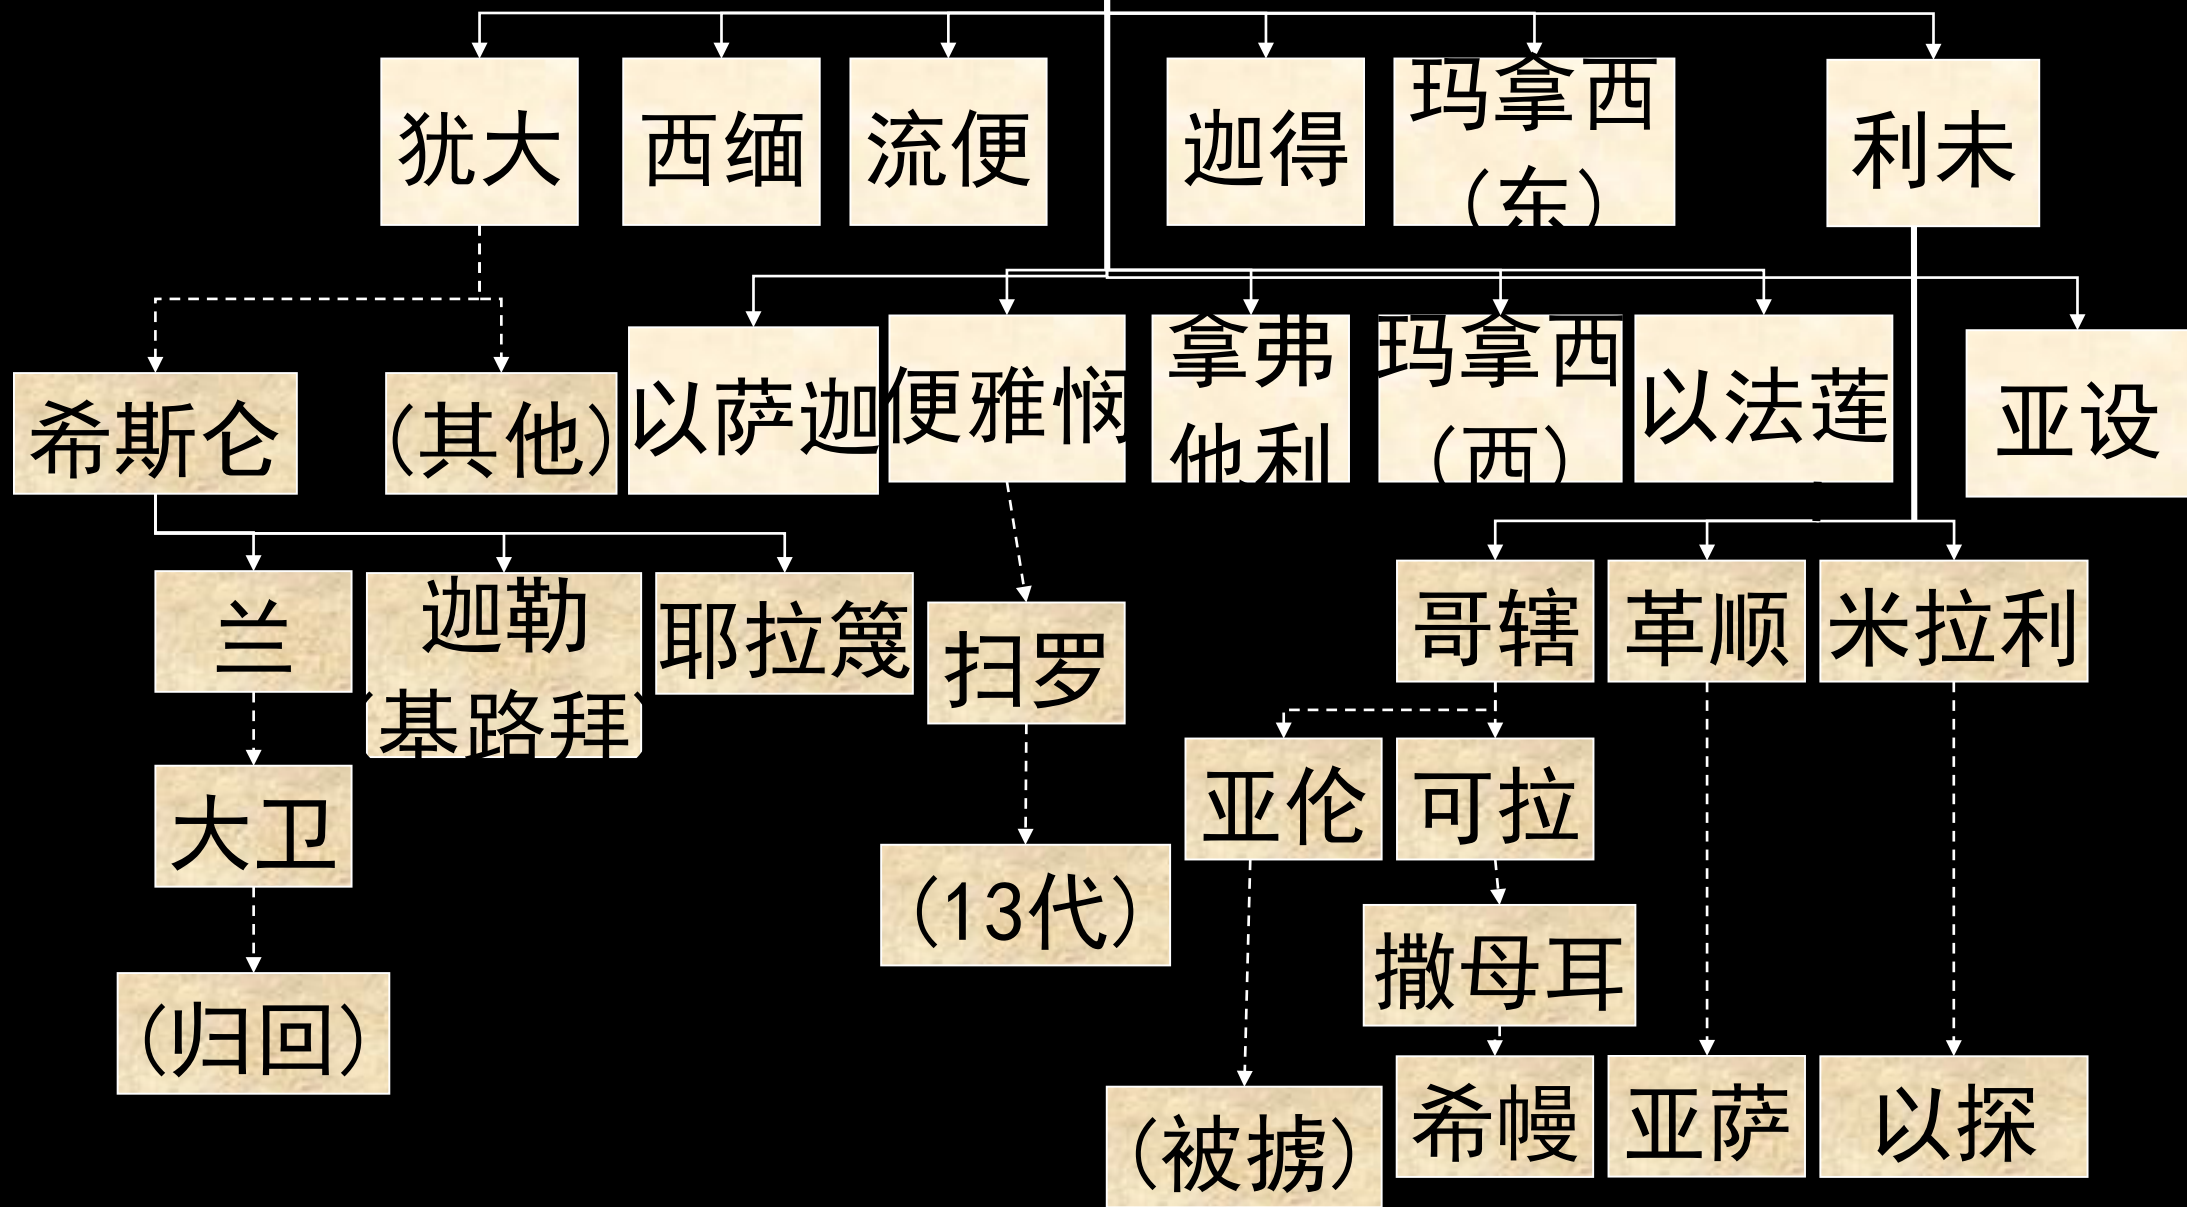 犹大
西缅
流便
迦得
玛拿西
(东)
利未
希斯仑
(其他)
以萨迦
便雅悯
拿弗
他利
玛拿西
(西)
以法莲
亚设
兰
迦勒
(基路拜)
耶拉篾
扫罗
哥辖
革顺
米拉利
大卫
(13代)
亚伦
可拉
撒母耳
(归回)
(被掳)
希幔
亚萨
以探